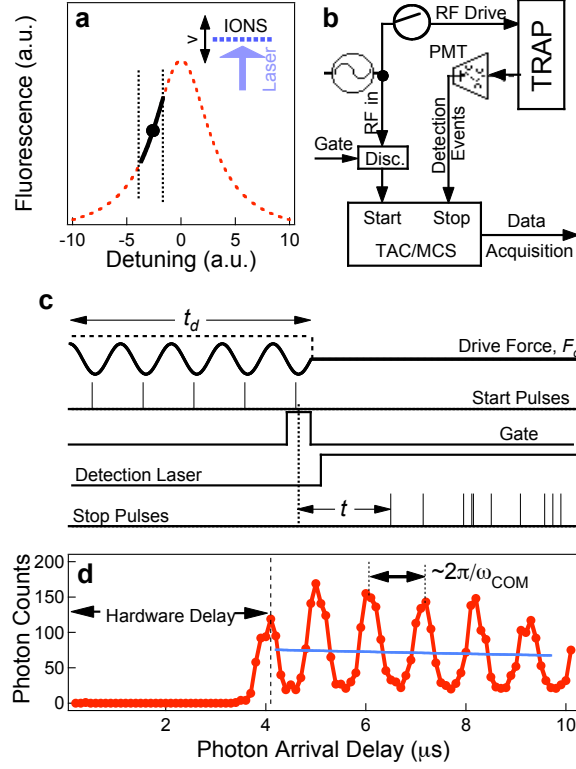 a
IONS
v
Laser
Fluorescence (a.u.)
-10 -5 0 5 10
Detuning (a.u.)
b
RF Drive
PMT
TRAP
RF in
Detection
Events
Gate
Disc.
Start Stop
TAC/MCS
Data
Acquisition
c
t_d
Drive Force,
Start Pulses
Gate
Detection Laser
t
Stop Pulses
d
200
150
100
50
0
Photon Counts
Hardware Delay
~2π/ω_COM
2 4 6 8 10
Photon Arrival Delay (μs)